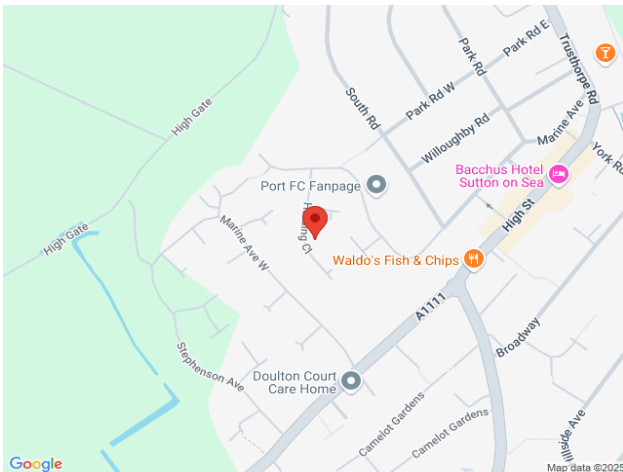 Park Rd E
Trusthorpe Rd
Park Rd
South Rd
Park Rd W
Willoughby Rd
Marine Ave
York Rd
High Gate
Bacchus Hotel
Sutton on Sea
Port FC Fanpage
High St
Marine Ave W
High Gate
Waldo's Fish & Chips
A1111
Broadway
Stephenson Ave
Doulton Court
Care Home
Camelot Gardens
Camelot Gardens
Google
Map data ©2025